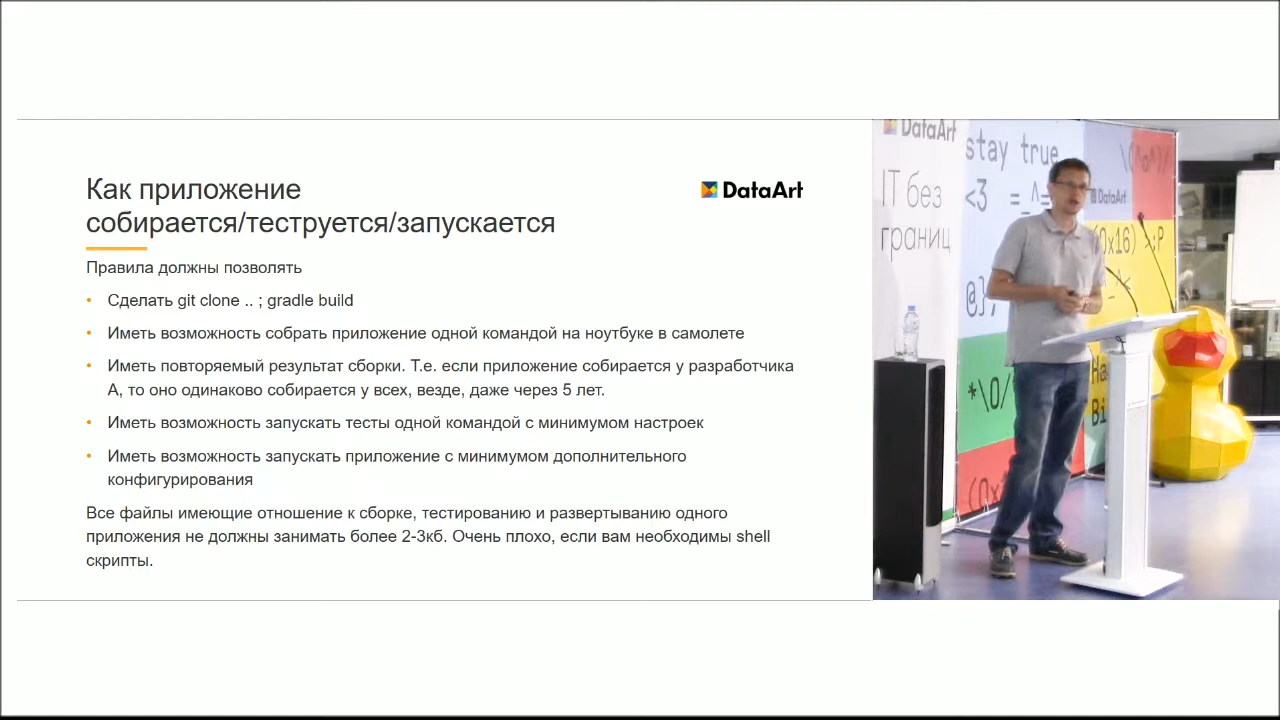 Как приложение
собирается/теструется/запускается
DataArt
Правила должны позволять
• Сделать git clone .. ; gradle build
• Иметь возможность собрать приложение одной командой на ноутбуке в самолете
• Иметь повторяемый результат сборки. Т.е. если приложение собирается у разработчика
А, то оно одинаково собирается у всех, везде, даже через 5 лет.
• Иметь возможность запускать тесты одной командой с минимумом настроек
• Иметь возможность запускать приложение с минимумом дополнительного
конфигурирования
Все файлы имеющие отношение к сборке, тестированию и развертыванию одного
приложения не должны занимать более 2-3кб. Очень плохо, если вам необходимы shell
скрипты.
DataArt
IT без
границ
stay true
<3 =_^=
DataArt